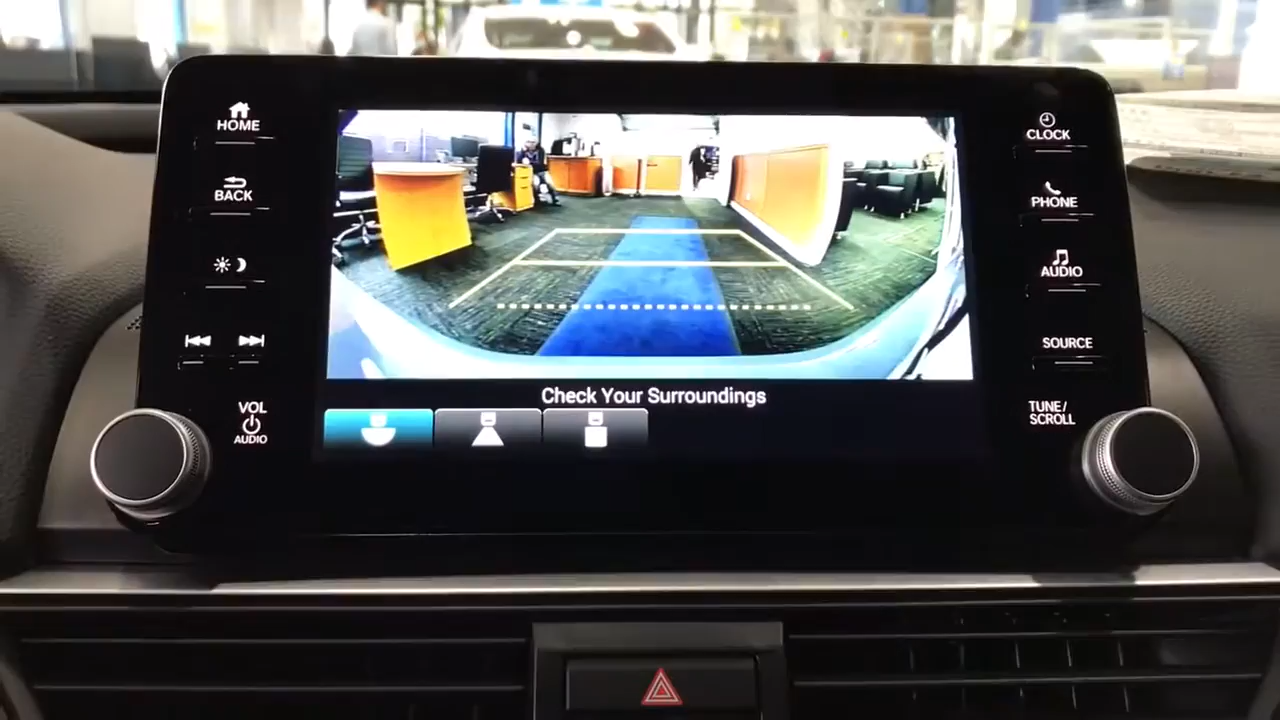 HOME
BACK
VOL
AUDIO
Check Your Surroundings
CLOCK
PHONE
AUDIO
SOURCE
TUNE/
SCROLL